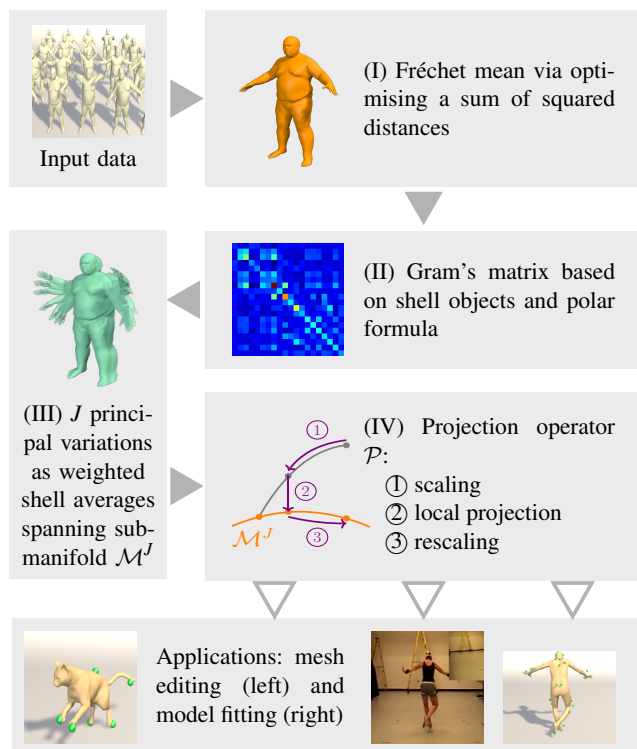 Input data
(I) Fréchet mean via opti-
mising a sum of squared
distances
(II) Gram's matrix based
on shell objects and polar
formula
(III) J princi-
pal variations
as weighted
shell averages
spanning sub-
manifold 𝓜ᴶ
(IV) Projection operator
𝒫:
① scaling
② local projection
③ rescaling
①
②
③
𝓜ᴶ
Applications: mesh
editing (left) and
model fitting (right)